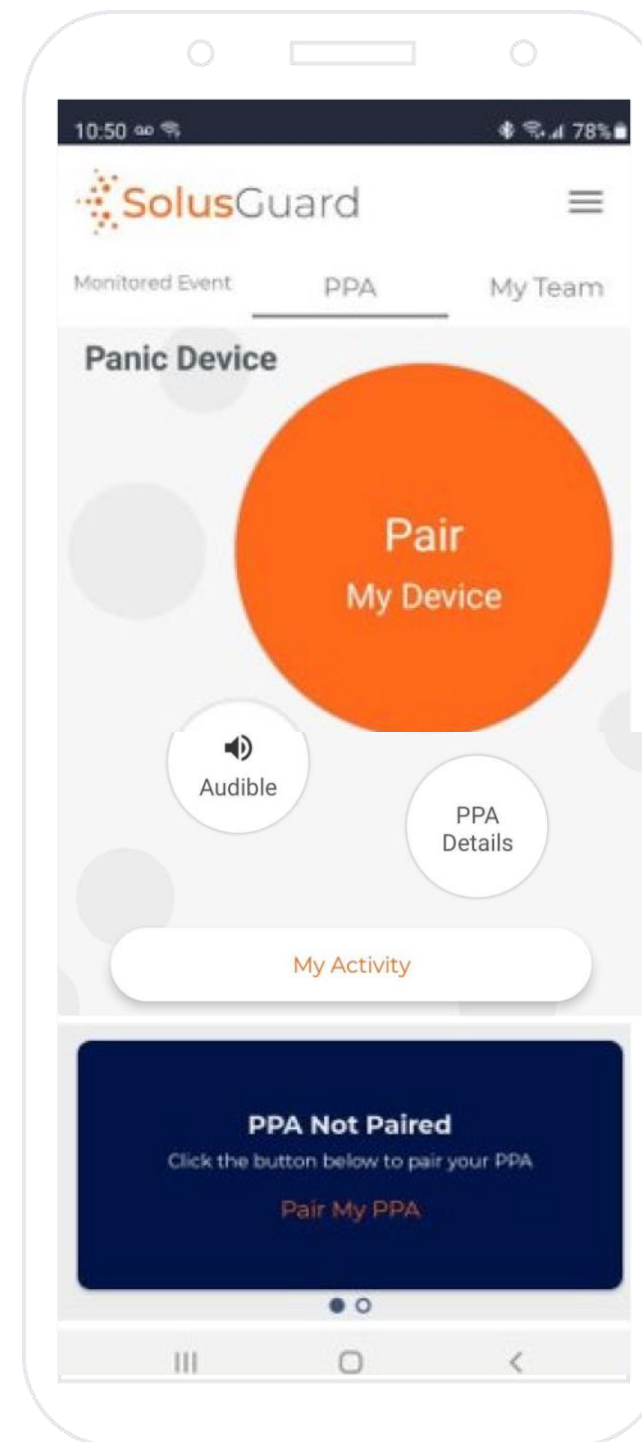 10:50
78%
SolusGuard
Monitored Event
PPA
My Team
Panic Device
Pair
My Device
Audible
PPA
Details
My Activity
PPA Not Paired
Click the button below to pair your PPA
Pair My PPA